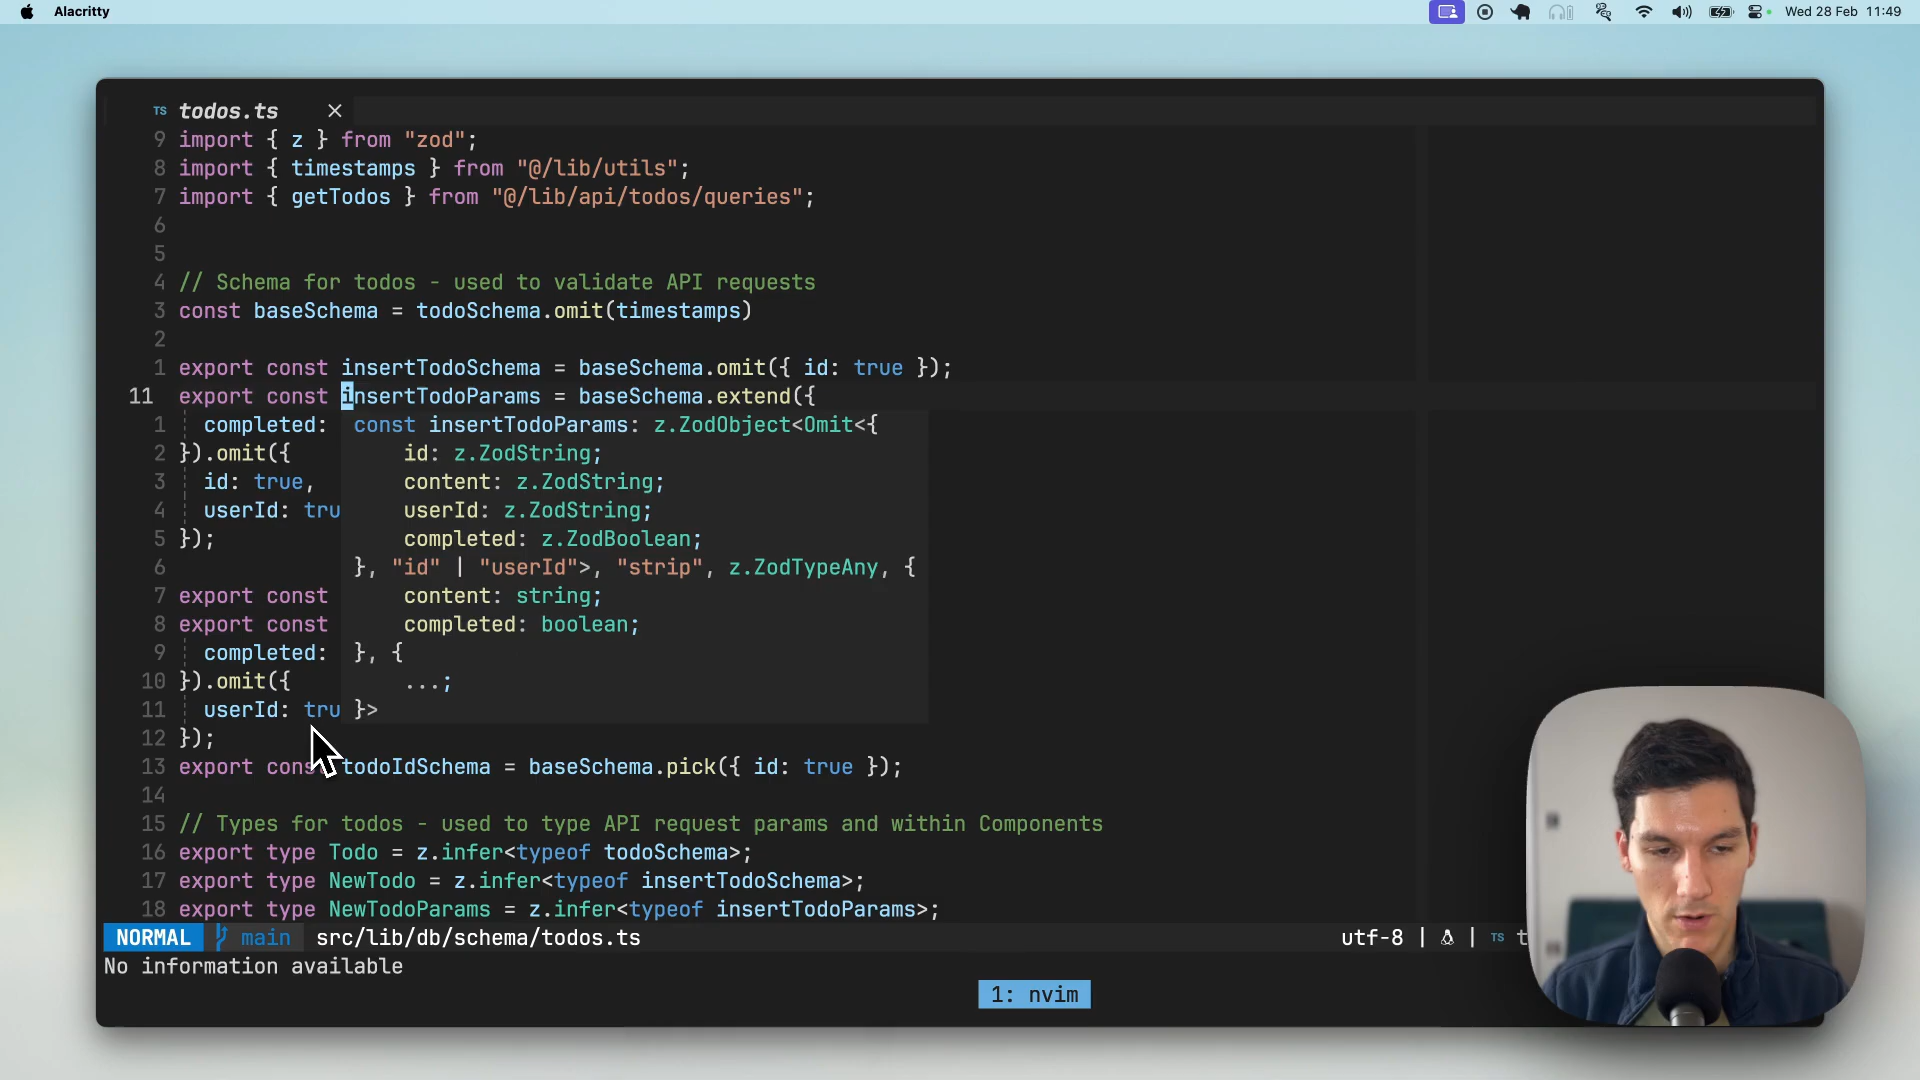 Alacritty
Wed 28 Feb 11:49
TS todos.ts
9 import { z } from "zod";
8 import { timestamps } from "@/lib/utils";
7 import { getTodos } from "@/lib/api/todos/queries";
6
5
4 // Schema for todos - used to validate API requests
3 const baseSchema = todoSchema.omit(timestamps)
2
1 export const insertTodoSchema = baseSchema.omit({ id: true });
11 export const insertTodoParams = baseSchema.extend({
1 completed: const insertTodoParams: z.ZodObject<Omit<{
2 }).omit({ id: z.ZodString;
3 id: true, content: z.ZodString;
4 userId: tru userId: z.ZodString;
5 }); completed: z.ZodBoolean;
6 }, "id" | "userId">, "strip", z.ZodTypeAny, {
7 export const content: string;
8 export const completed: boolean;
9 completed: }, {
10 }).omit({ ...;
11 userId: tru }>
12 });
13 export const todoIdSchema = baseSchema.pick({ id: true });
14
15 // Types for todos - used to type API request params and within Components
16 export type Todo = z.infer<typeof todoSchema>;
17 export type NewTodo = z.infer<typeof insertTodoSchema>;
18 export type NewTodoParams = z.infer<typeof insertTodoParams>;
NORMAL main src/lib/db/schema/todos.ts utf-8 | | TS t
No information available
1: nvim